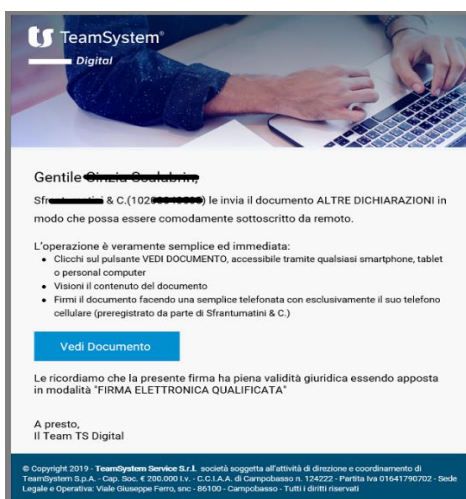 TeamSystem®
Digital
Gentile
& C.(102 ) le invia il documento ALTRE DICHIARAZIONI in
modo che possa essere comodamente sottoscritto da remoto.
L'operazione è veramente semplice ed immediata:
• Clicchi sul pulsante VEDI DOCUMENTO, accessibile tramite qualsiasi smartphone, tablet
o personal computer
• Visioni il contenuto del documento
• Firmi il documento facendo una semplice telefonata con esclusivamente il suo telefono
cellulare (preregistrato da parte di Sfrantumatini & C.)
Vedi Documento
Le ricordiamo che la presente firma ha piena validità giuridica essendo apposta
in modalità "FIRMA ELETTRONICA QUALIFICATA"
A presto,
Il Team TS Digital
© Copyright 2019 - TeamSystem Service S.r.l. società soggetta all'attività di direzione e coordinamento di
TeamSystem S.p.A. - Cap. Soc. € 200.000 I.v. - C.C.I.A.A. di Campobasso n. 124222 - Partita Iva 01641790702 - Sede
Legale e Operativa: Viale Giuseppe Ferro, snc - 86100 - Campobasso - Tutti i diritti riservati